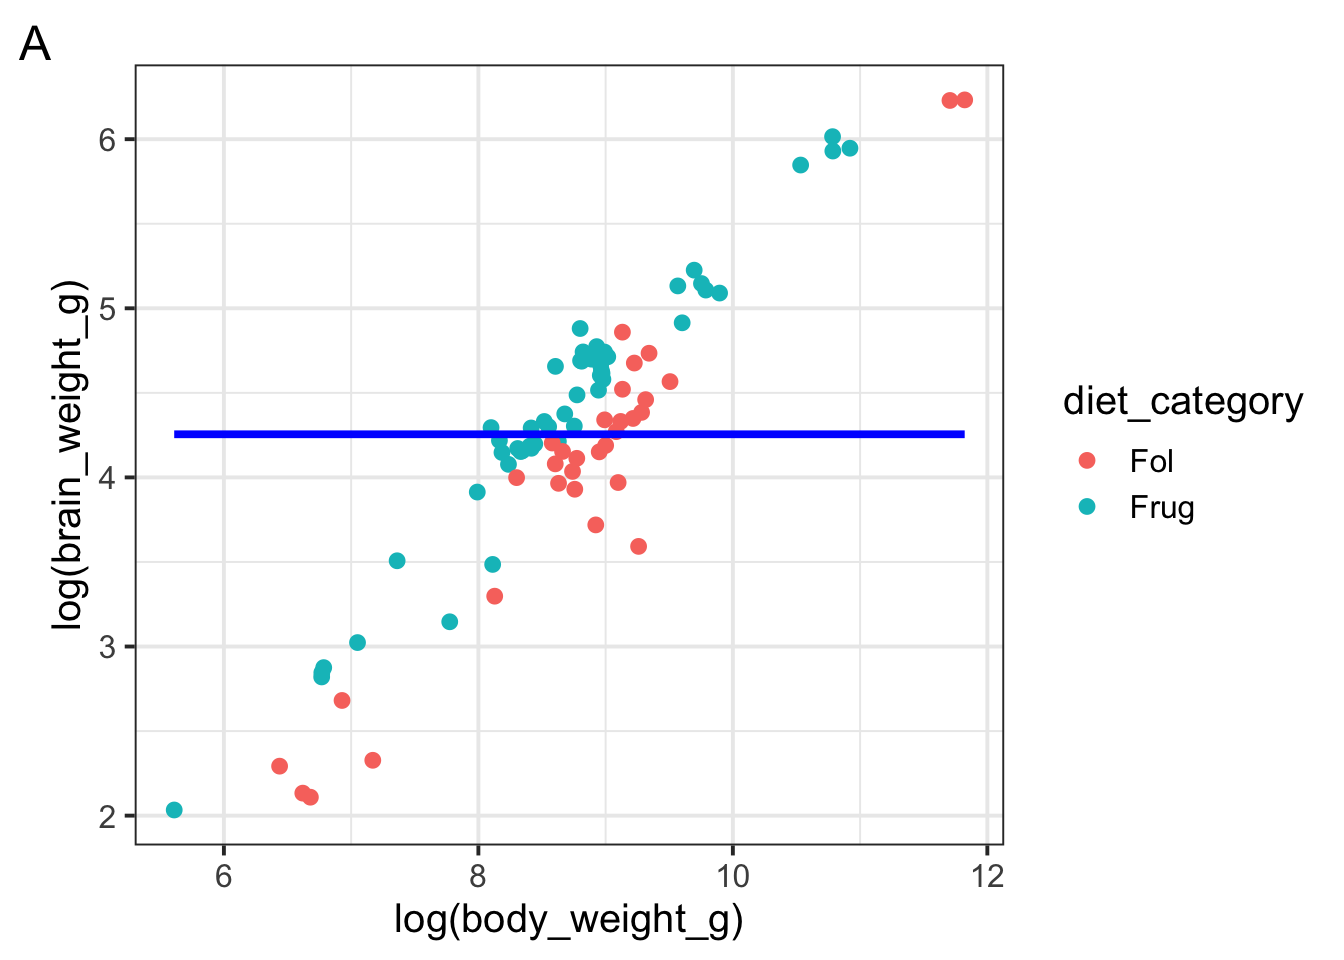 A
6
5
4
3
2
log(brain_weight_g)
6 8 10 12
log(body_weight_g)
diet_category
Fol
Frug